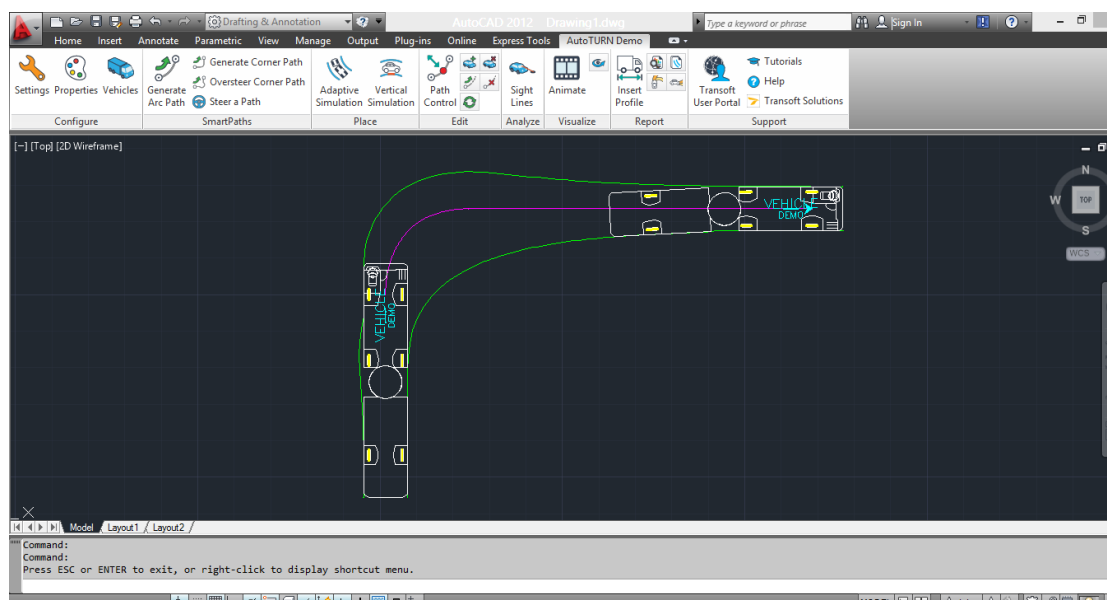 Drafting & Annotation
AutoCAD 2012 Drawing1.dwg
Type a keyword or phrase
Sign In
Home Insert Annotate Parametric View Manage Output Plug-ins Online Express Tools AutoTURN Demo
Settings Properties Vehicles
Generate Arc Path
Generate Corner Path
Oversteer Corner Path
Steer a Path
Adaptive Simulation
Vertical Simulation
Path Control
Sight Lines
Animate
Insert Profile
Transoft User Portal
Tutorials
Help
Transoft Solutions
Configure SmartPaths Place Edit Analyze Visualize Report Support
[−] [Top] [2D Wireframe]
N
W TOP
S
WCS
VEHICLE
DEMO
VEHICLE
DEMO
X
Model Layout1 Layout2
Command:
Command:
Press ESC or ENTER to exit, or right-click to display shortcut menu.